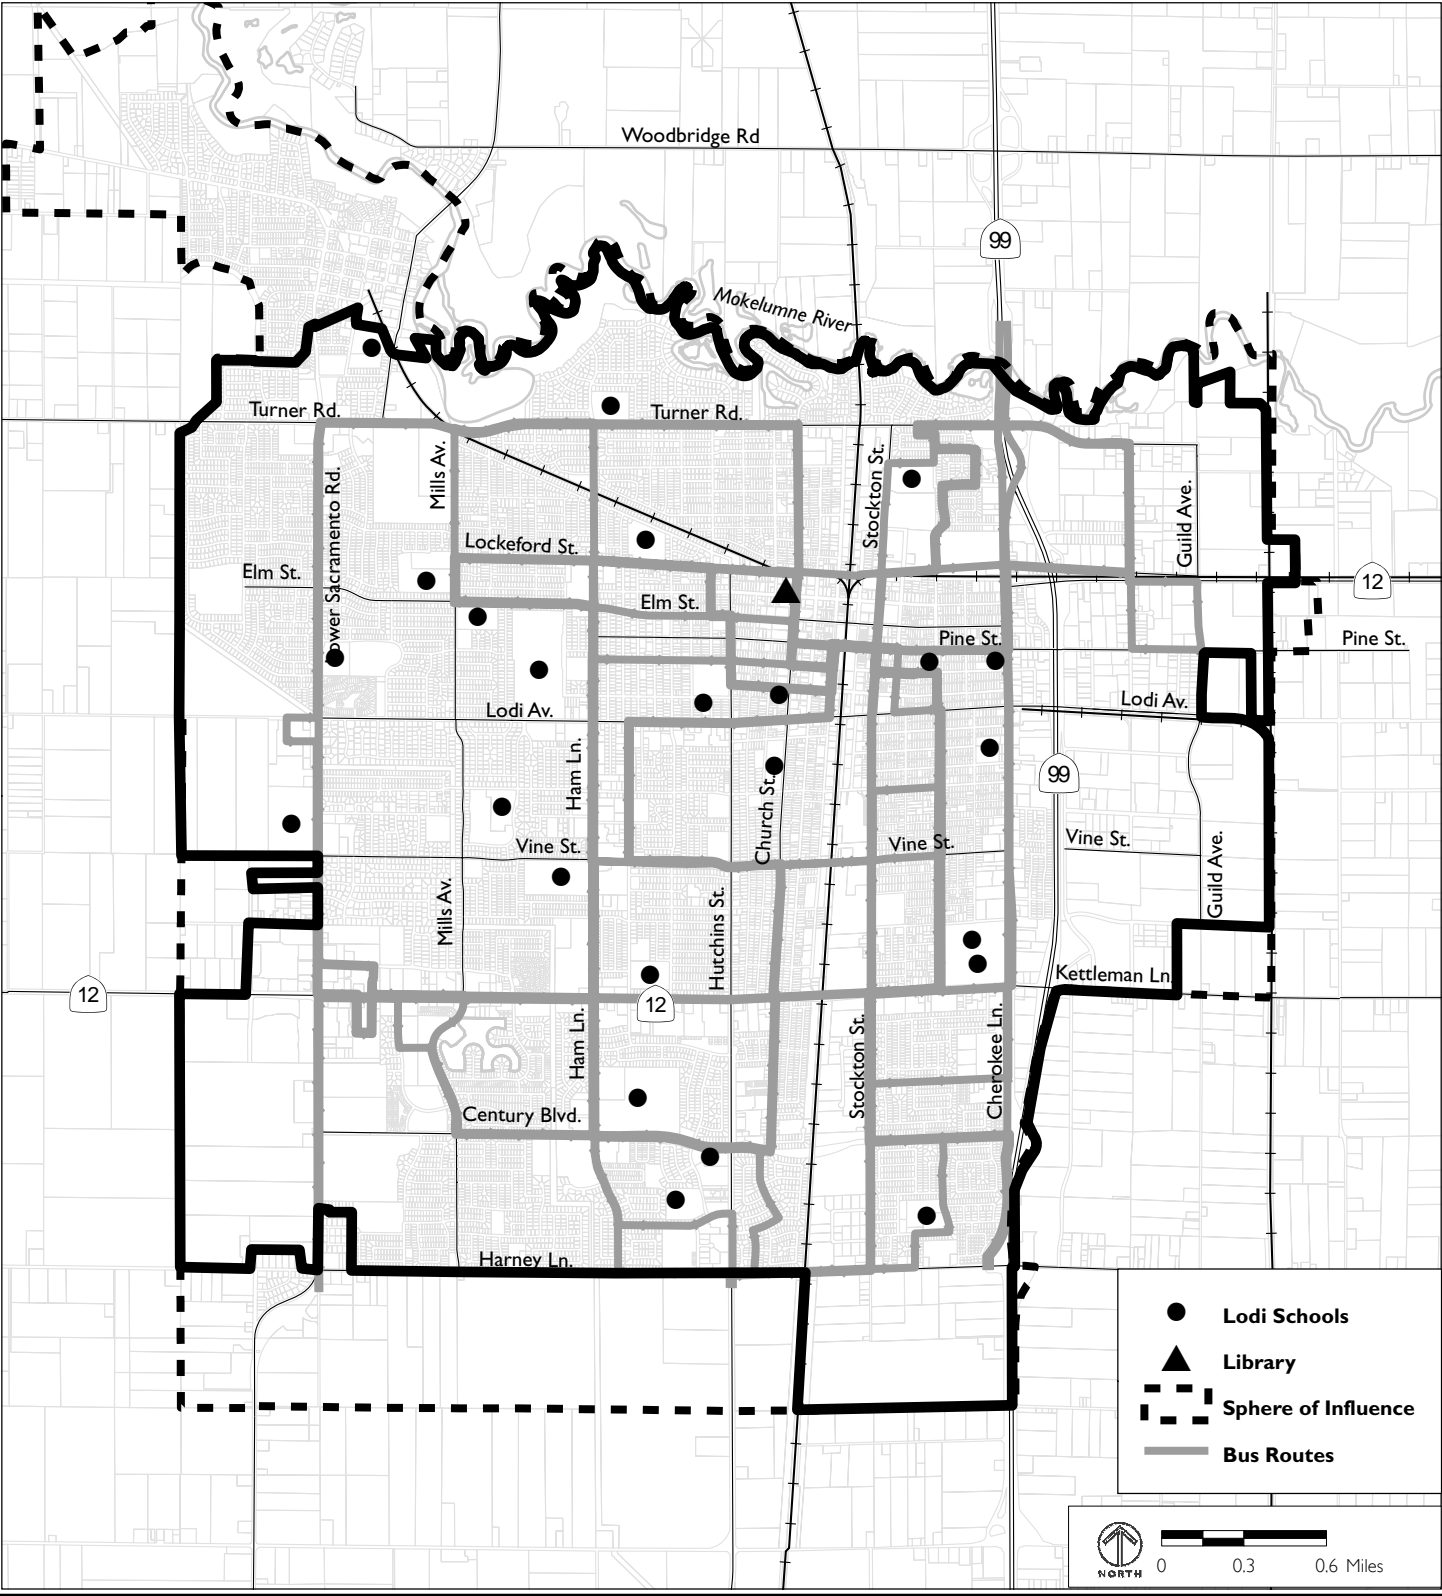 Woodbridge Rd
99
Mokelumne River
Turner Rd.
Turner Rd.
Mills Av.
Lower Sacramento Rd.
Stockton St.
Guild Ave.
Lockeford St.
Elm St.
Elm St.
12
Pine St.
Pine St.
Lodi Av.
Lodi Av.
Ham Ln.
Church St.
99
Vine St.
Vine St.
Vine St.
Guild Ave.
Mills Av.
Hutchins St.
Kettleman Ln.
12
12
Ham Ln.
Stockton St.
Cherokee Ln.
Century Blvd.
Harney Ln.
Lodi Schools
Library
Sphere of Influence
Bus Routes
NORTH
0 0.3 0.6 Miles